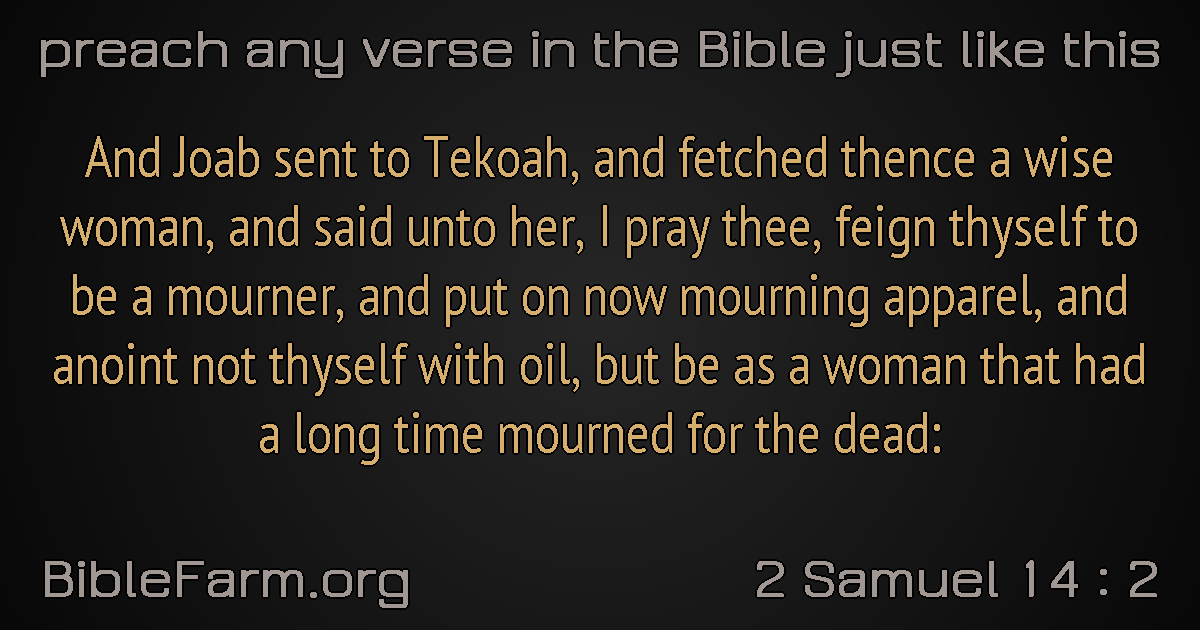 preach any verse in the Bible just like this
And Joab sent to Tekoah, and fetched thence a wise
woman, and said unto her, I pray thee, feign thyself to
be a mourner, and put on now mourning apparel, and
anoint not thyself with oil, but be as a woman that had
a long time mourned for the dead:
BibleFarm.org
2 Samuel 14 : 2